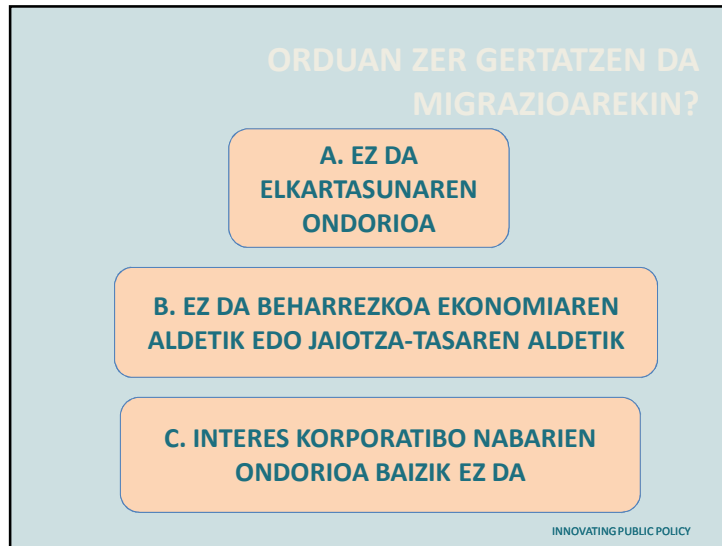 ORDUAN ZER GERTATZEN DA
MIGRAZIOAREKIN?
A. EZ DA
ELKARTASUNAREN
ONDORIOA
B. EZ DA BEHARREZKOA EKONOMIAREN
ALDETIK EDO JAIOTZA-TASAREN ALDETIK
C. INTERES KORPORATIBO NABARIEN
ONDORIOA BAIZIK EZ DA
INNOVATING PUBLIC POLICY